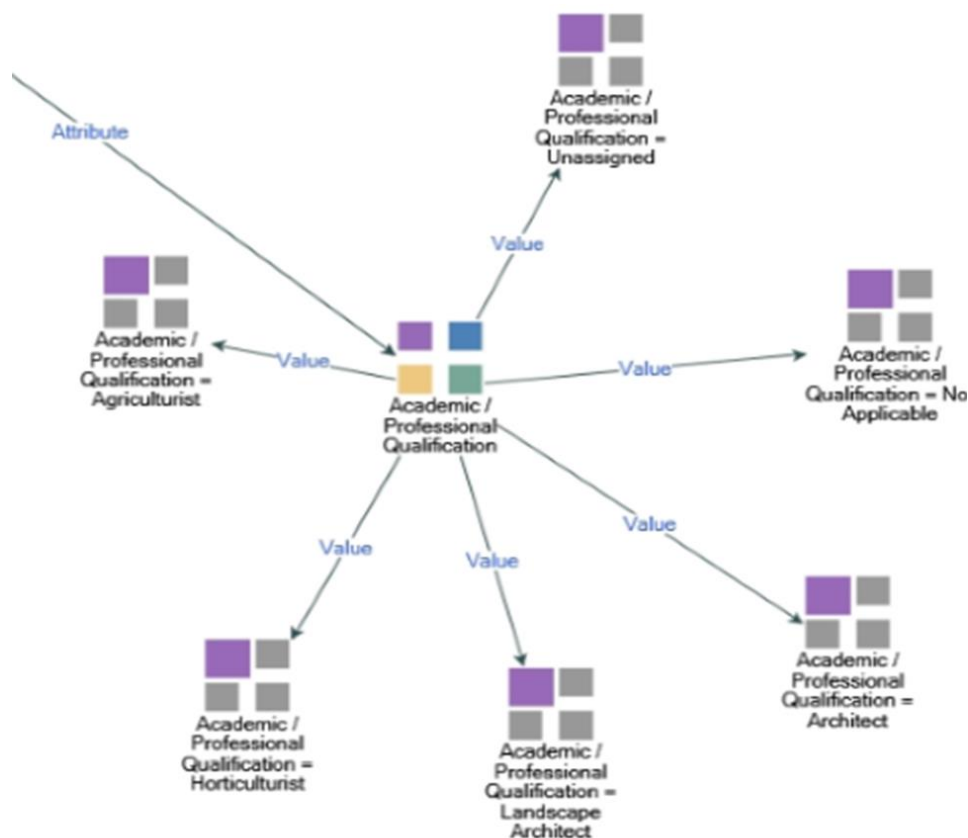 Academic /
Professional
Qualification =
Unassigned
Attribute
Value
Academic /
Professional
Qualification =
Agriculturist
Value
Academic /
Professional
Qualification
Value
Academic /
Professional
Qualification = No
Applicable
Value
Value
Value
Academic /
Professional
Qualification =
Horticulturist
Academic /
Professional
Qualification =
Landscape
Architect
Academic /
Professional
Qualification =
Architect